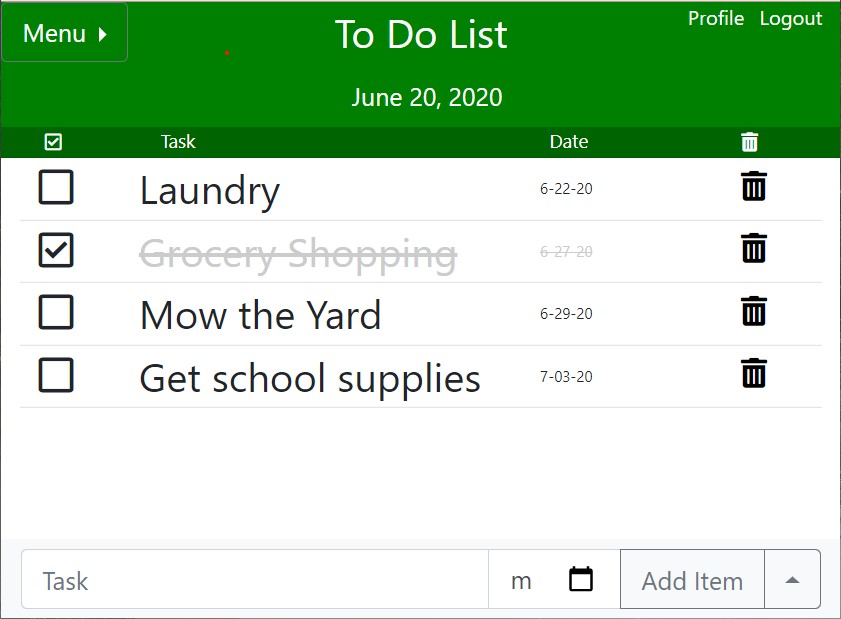 Menu
To Do List
Profile Logout
June 20, 2020
Task Date
Laundry 6-22-20
Grocery Shopping 6-27-20
Mow the Yard 6-29-20
Get school supplies 7-03-20
Task m Add Item